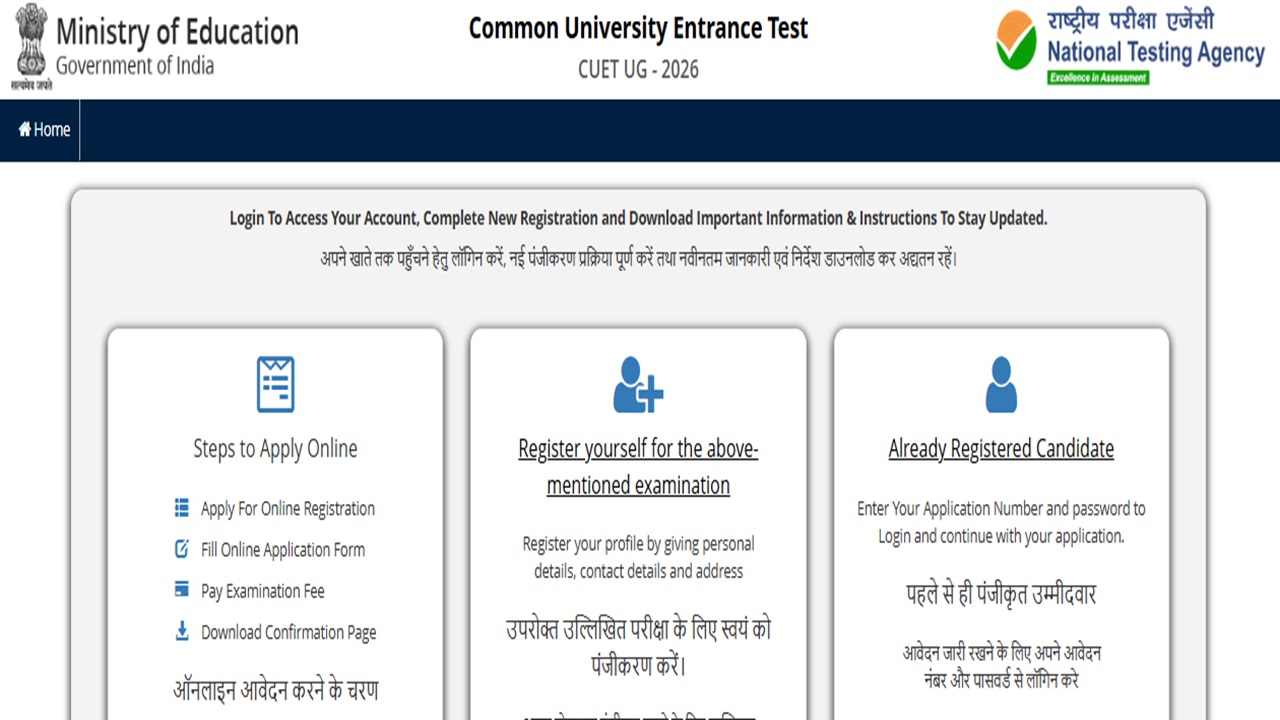 Ministry of Education
Government of India
सत्यमेव जयते
Common University Entrance Test
CUET UG - 2026
राष्ट्रीय परीक्षा एजेंसी
National Testing Agency
Excellence in Assessment
Home
Login To Access Your Account, Complete New Registration and Download Important Information & Instructions To Stay Updated.
अपने खाते तक पहुँचने हेतु लॉगिन करें, नई पंजीकरण प्रक्रिया पूर्ण करें तथा नवीनतम जानकारी एवं निर्देश डाउनलोड कर अद्यतन रहें।
Steps to Apply Online
Apply For Online Registration
Fill Online Application Form
Pay Examination Fee
Download Confirmation Page
ऑनलाइन आवेदन करने के चरण
Register yourself for the above-
mentioned examination
Register your profile by giving personal
details, contact details and address
उपरोक्त उल्लिखित परीक्षा के लिए स्वयं को
पंजीकरण करें।
Already Registered Candidate
Enter Your Application Number and password to
Login and continue with your application.
पहले से ही पंजीकृत उम्मीदवार
आवेदन जारी रखने के लिए अपने आवेदन
नंबर और पासवर्ड से लॉगिन करे